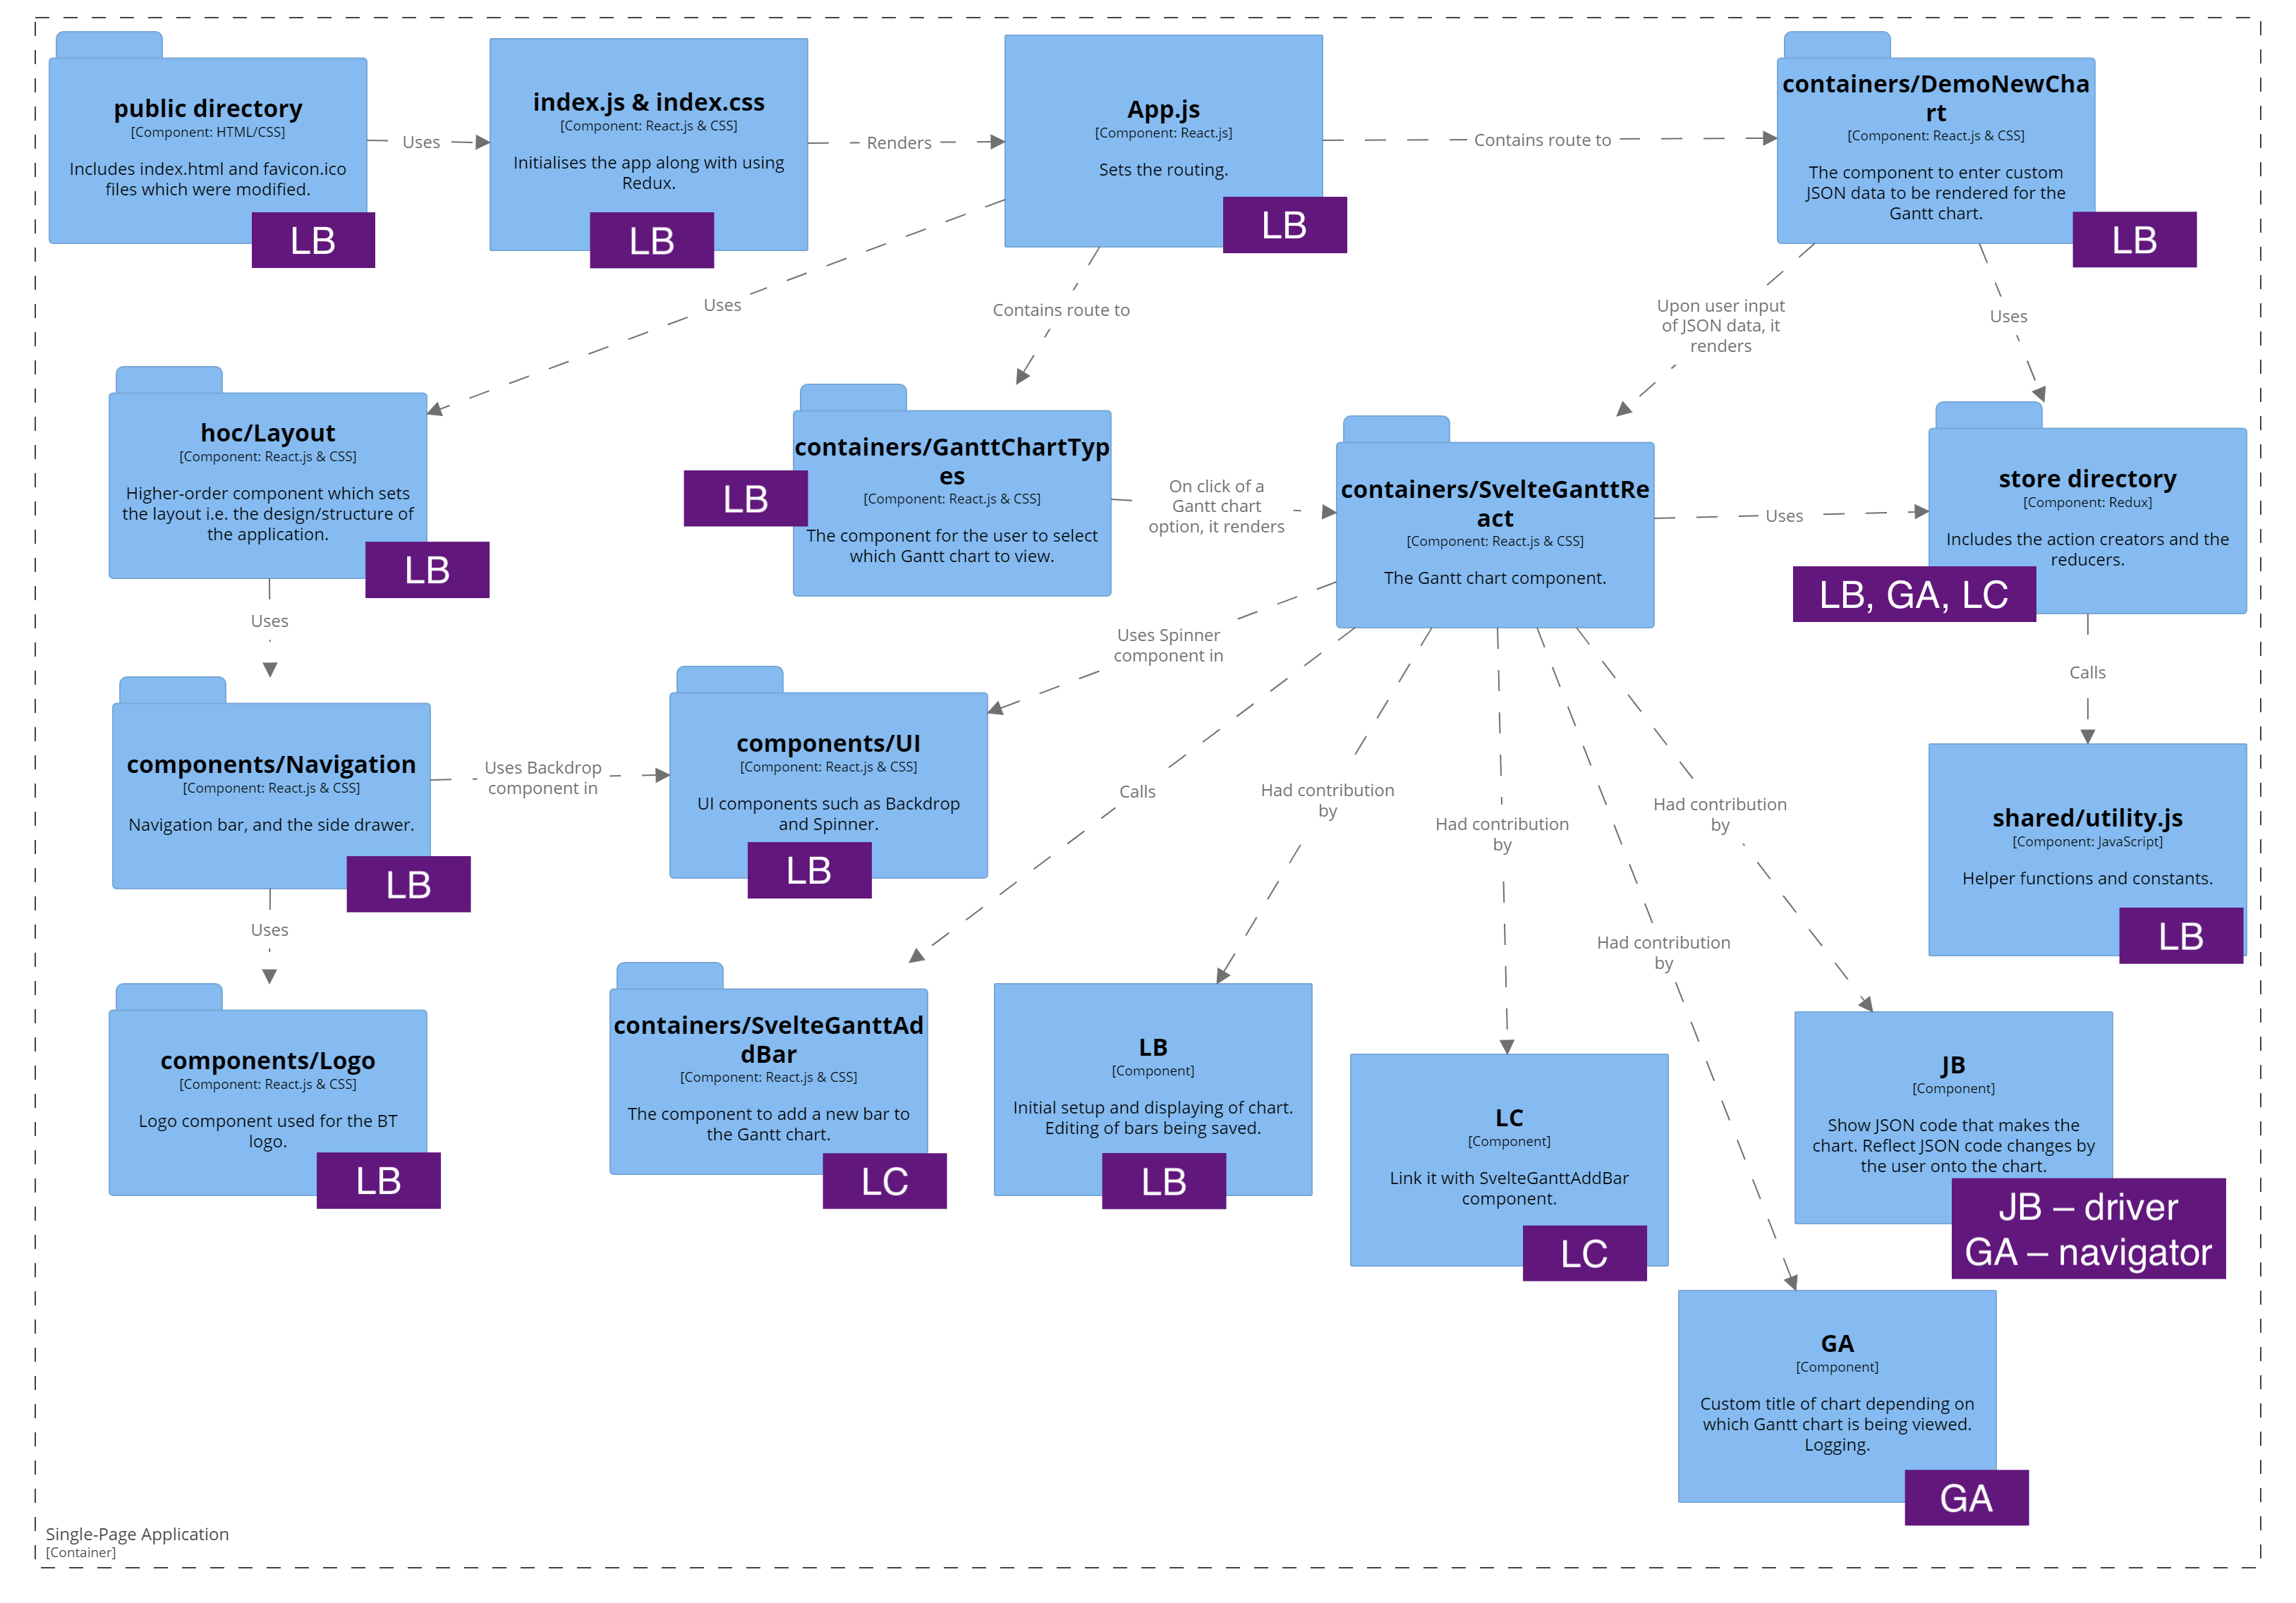 public directory
[Component: HTML/CSS]
Includes index.html and favicon.ico
files which were modified.
LB
Uses
index.js & index.css
[Component: React.js & CSS]
Initialises the app along with using
Redux.
LB
Renders
App.js
[Component: React.js]
Sets the routing.
LB
Contains route to
containers/DemoNewCha
rt
[Component: React.js & CSS]
The component to enter custom
JSON data to be rendered for the
Gantt chart.
LB
Uses
Contains route to
Upon user input
of JSON data, it
renders
Uses
hoc/Layout
[Component: React.js & CSS]
Higher-order component which sets
the layout i.e. the design/structure of
the application.
LB
containers/GanttChartTyp
es
[Component: React.js & CSS]
The component for the user to select
which Gantt chart to view.
LB
On click of a
Gantt chart
option, it renders
containers/SvelteGanttRe
act
[Component: React.js & CSS]
The Gantt chart component.
Uses
store directory
[Component: Redux]
Includes the action creators and the
reducers.
LB, GA, LC
Uses
Uses Spinner
component in
Calls
components/Navigation
[Component: React.js & CSS]
Navigation bar, and the side drawer.
LB
Uses Backdrop
component in
components/UI
[Component: React.js & CSS]
UI components such as Backdrop
and Spinner.
LB
Calls
Had contribution
by
Had contribution
by
Had contribution
by
Had contribution
by
shared/utility.js
[Component: JavaScript]
Helper functions and constants.
LB
Uses
components/Logo
[Component: React.js & CSS]
Logo component used for the BT
logo.
LB
containers/SvelteGanttAd
dBar
[Component: React.js & CSS]
The component to add a new bar to
the Gantt chart.
LC
LB
[Component]
Initial setup and displaying of chart.
Editing of bars being saved.
LB
LC
[Component]
Link it with SvelteGanttAddBar
component.
LC
JB
[Component]
Show JSON code that makes the
chart. Reflect JSON code changes by
the user onto the chart.
JB – driver
GA – navigator
GA
[Component]
Custom title of chart depending on
which Gantt chart is being viewed.
Logging.
GA
Single-Page Application
[Container]